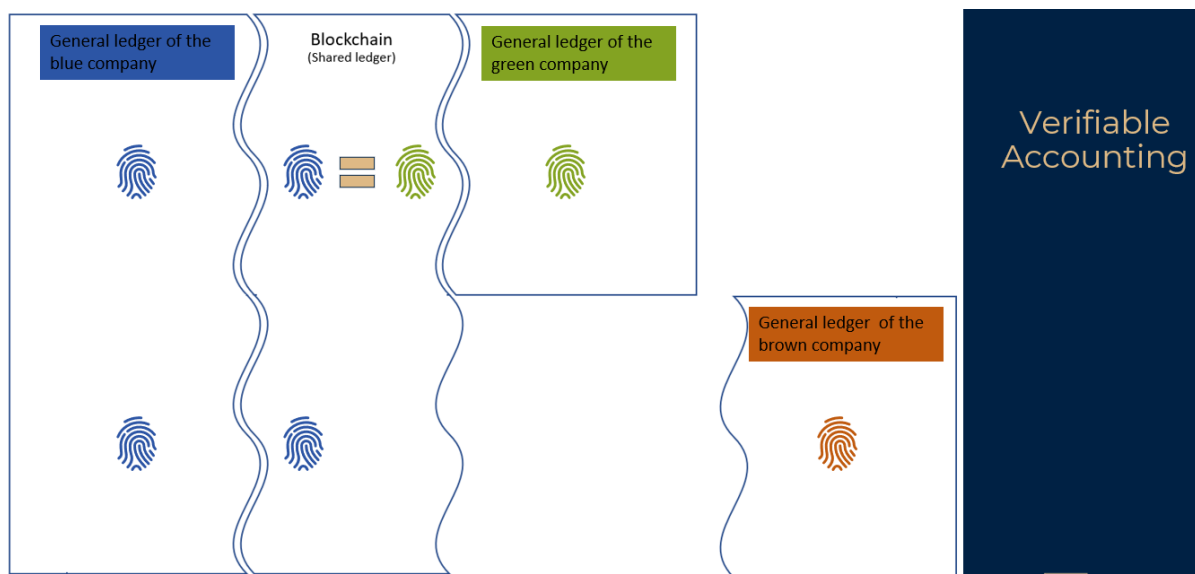 General ledger of the
blue company
Blockchain
(Shared ledger)
General ledger of the
green company
Verifiable
Accounting
General ledger  of the
brown company